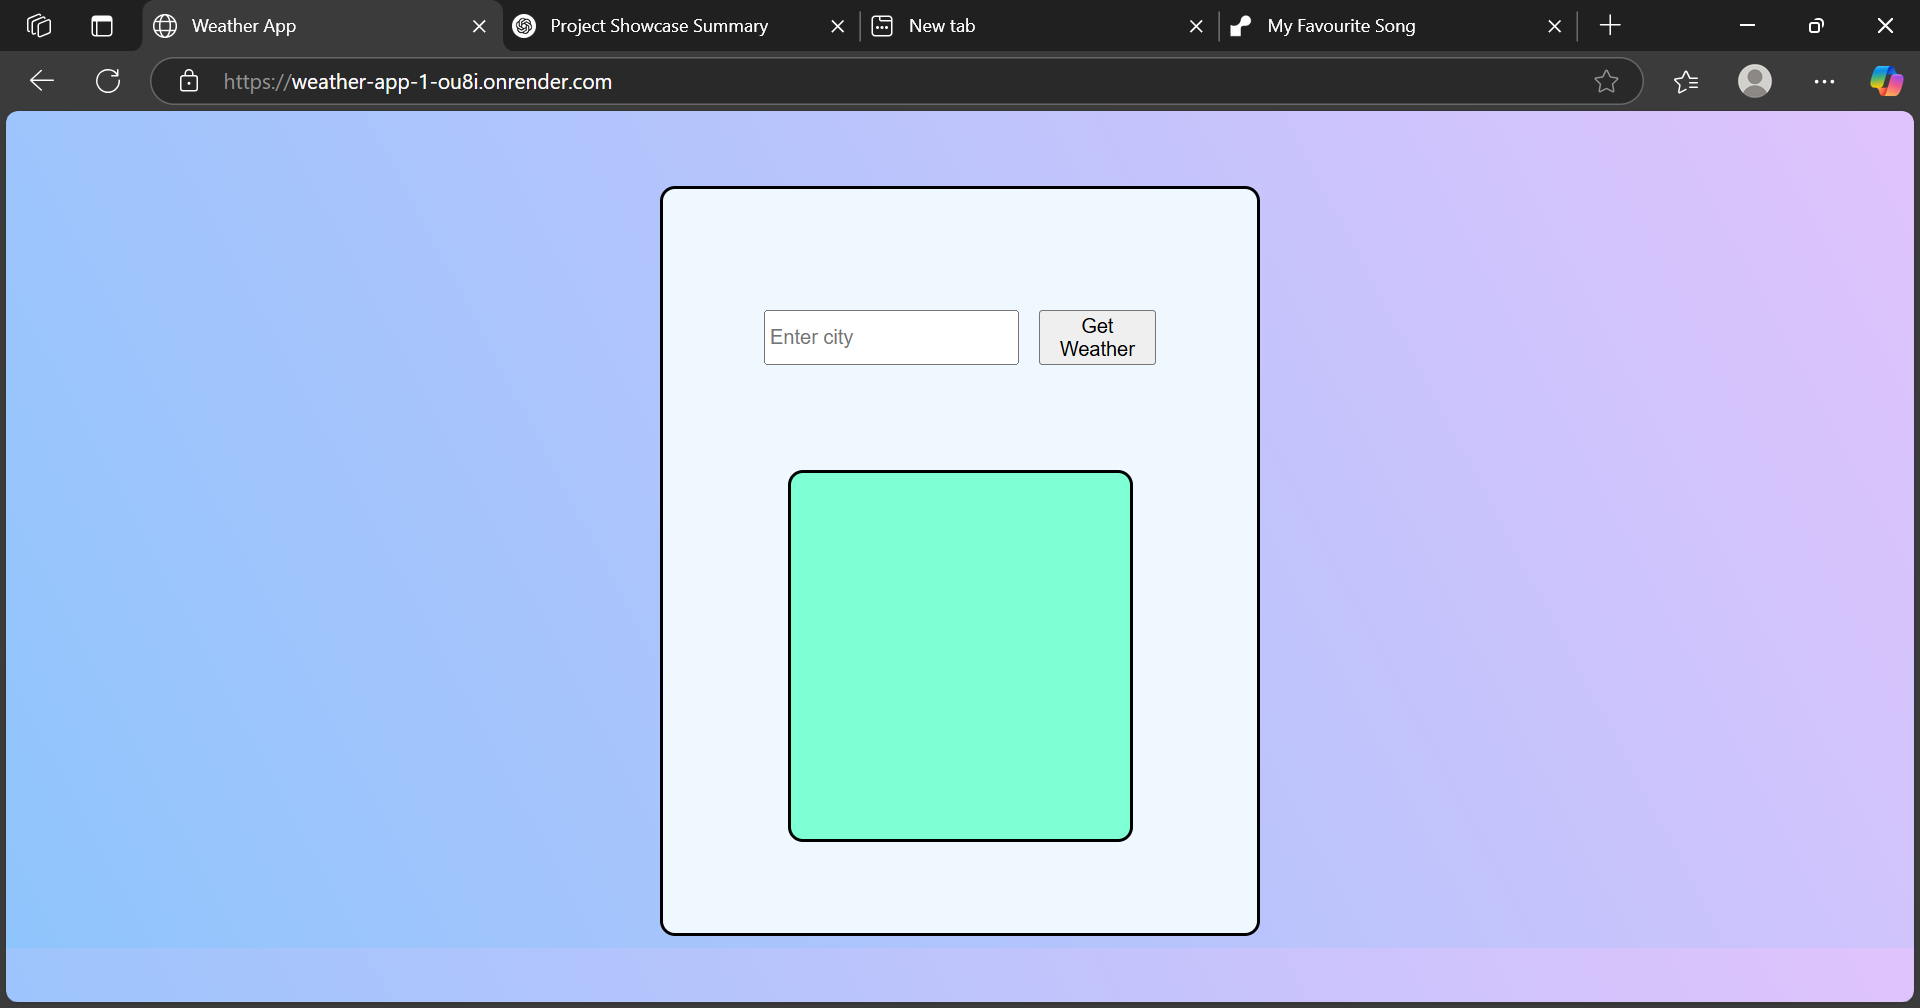 Weather App
Project Showcase Summary
New tab
My Favourite Song
https://weather-app-1-ou8i.onrender.com
Enter city
Get
Weather